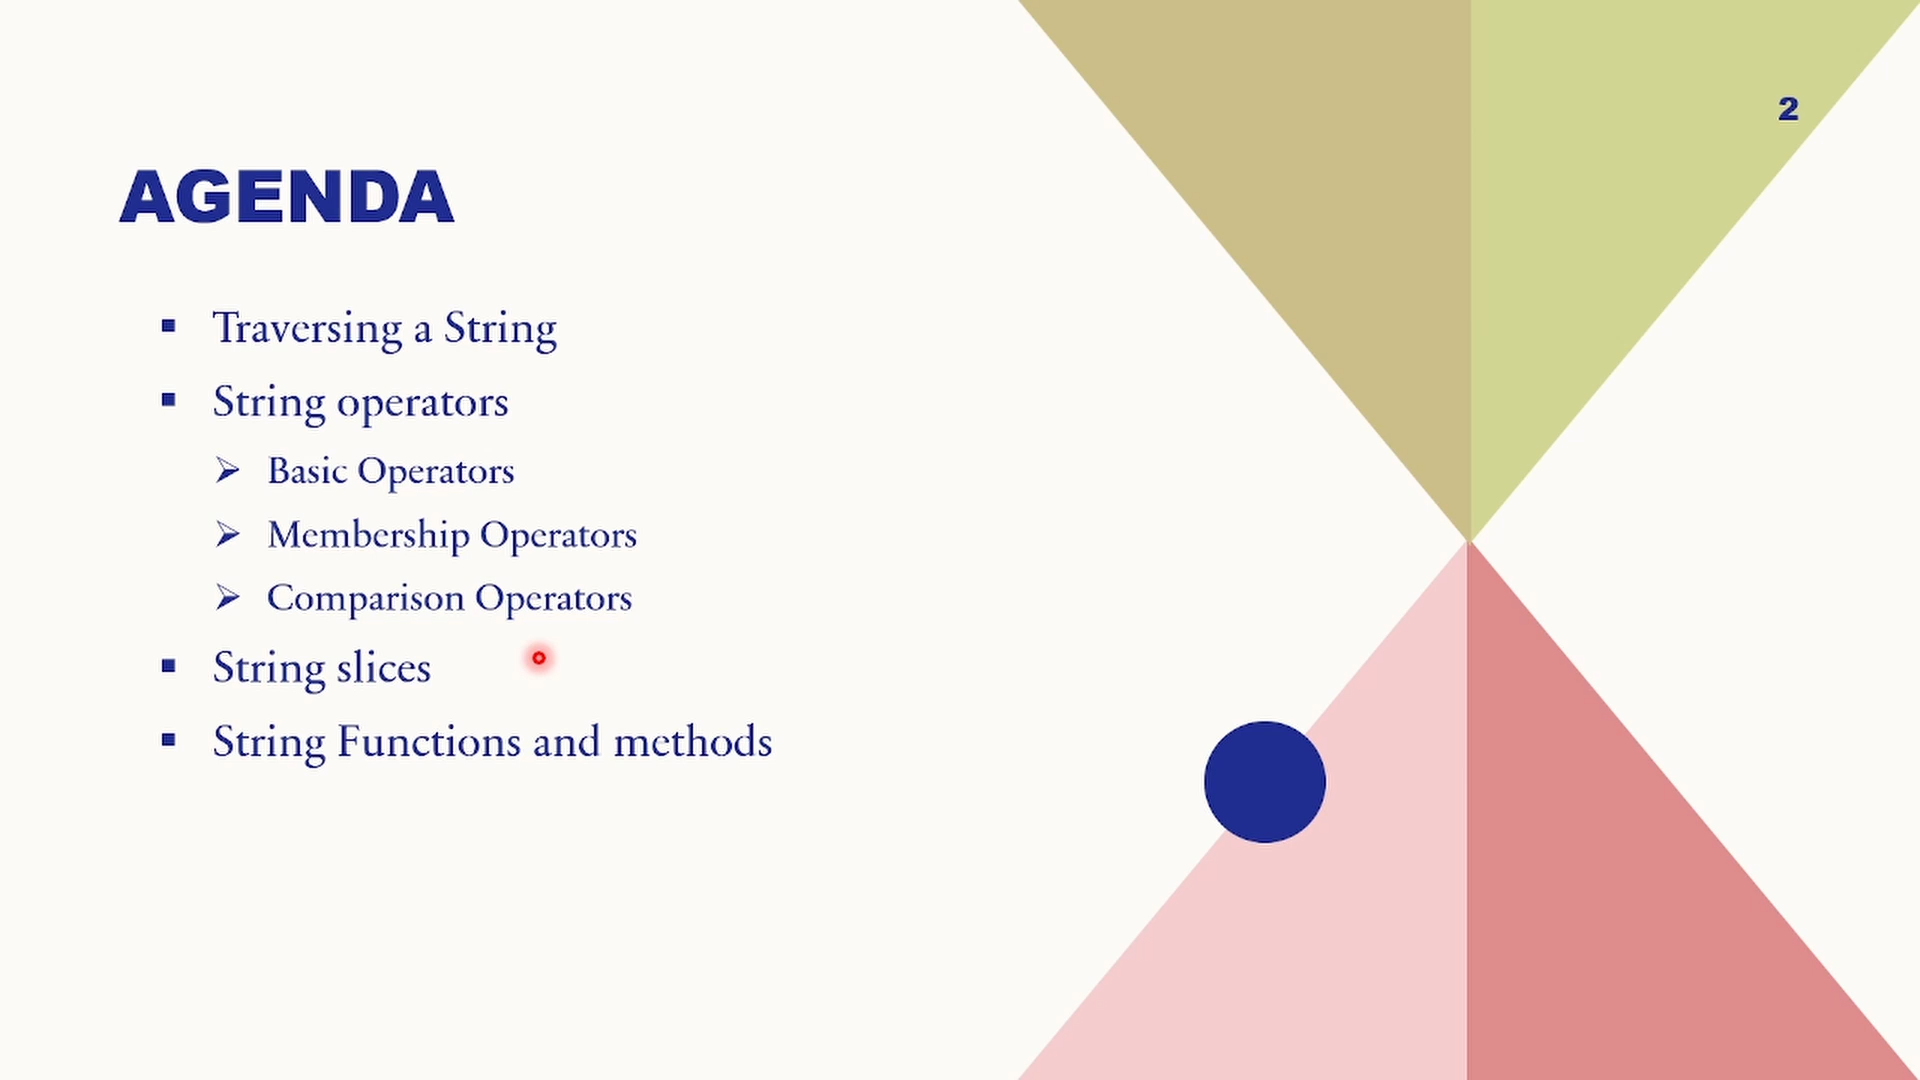 2
AGENDA
Traversing a String
String operators
Basic Operators
Membership Operators
Comparison Operators
String slices
String Functions and methods